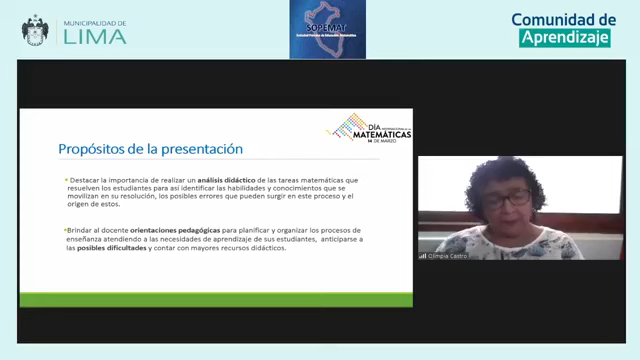 MUNICIPALIDAD DE
LIMA
SOPEMAT
Comunidad de
Aprendizaje
DÍA
MATEMÁTICAS
14 DE MARZO
Propósitos de la presentación
Destacar la importancia de realizar un análisis didáctico de las tareas matemáticas que
resuelven los estudiantes para asi identificar las habilidades y conocimientos que se
movilizan en su resolución, los posibles errores que pueden surgir en este proceso y el
origen de estos.
Brindar al docente orientaciones pedagógicas para planificar y organizar los procesos de
enseñanza atendiendo a las necesidades de aprendizaje de sus estudiantes, anticiparse a
las posibles dificultades y contar con mayores recursos didácticos.
Olimpia Castro